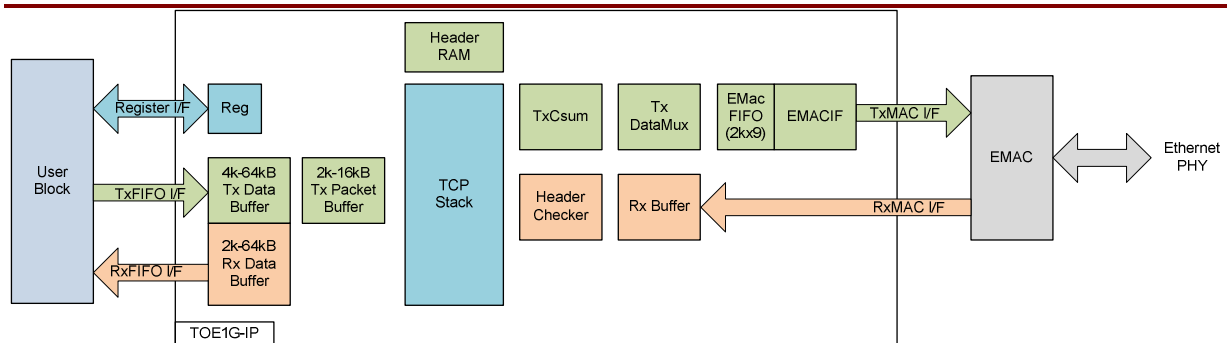 Header
RAM
User
Block
Register I/F
Reg
TxFIFO I/F
4k-64kB
Tx Data
Buffer
2k-16kB
Tx Packet
Buffer
RxFIFO I/F
2k-64kB
Rx Data
Buffer
TCP
Stack
TxCsum
Tx
DataMux
EMac
FIFO
(2kx9)
EMACIF
TxMAC I/F
Header
Checker
Rx Buffer
RxMAC I/F
EMAC
Ethernet
PHY
TOE1G-IP